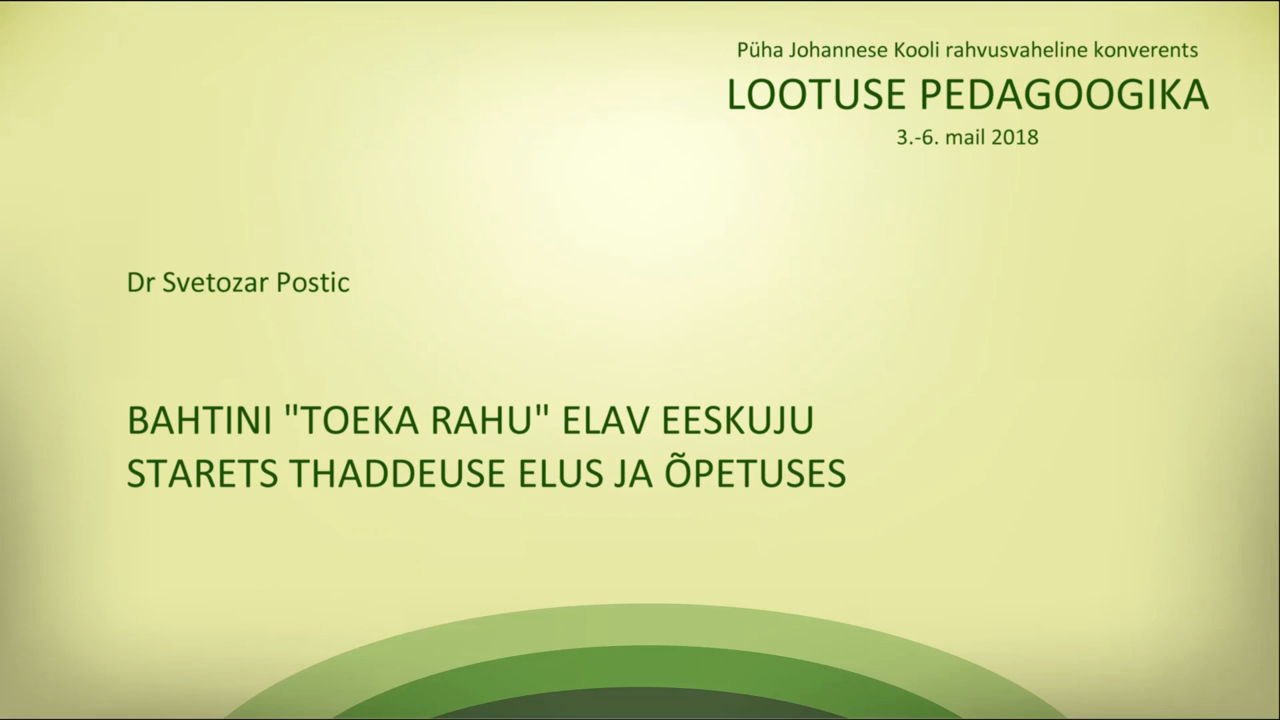 Püha Johannese Kooli rahvusvaheline konverents
LOOTUSE PEDAGOOGIKA
3.-6. mail 2018
Dr Svetozar Postic
BAHTINI "TOEKA RAHU" ELAV EESKUJU
STARETS THADDEUSE ELUS JA ÕPETUSES